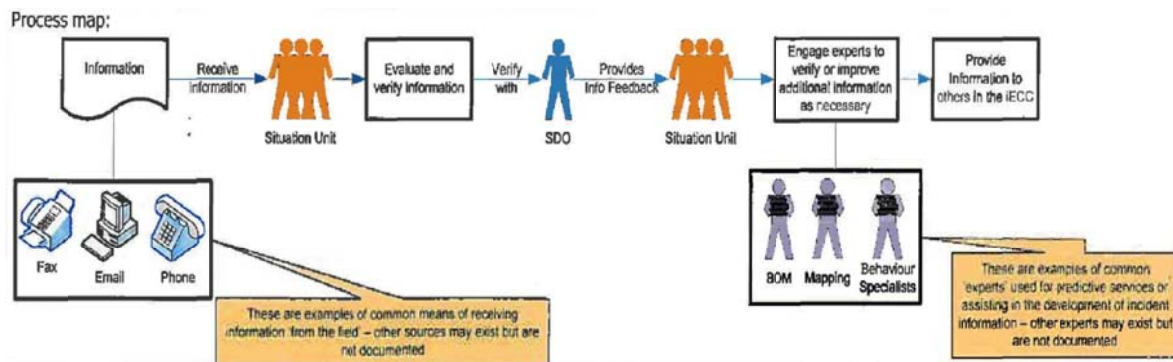 Process map:
Information
Receive
Information
Situation Unit
Evaluate and
verify Information
Verify
with
SDO
Provides
Info Feedback
Situation Unit
Engage experts to
verify or improve
additional information
as necessary
Provide
Information to
others in the iECC
Fax
Email
Phone
These are examples of common means of receiving
information 'from the field' – other sources may exist but are
not documented
BOM
Mapping
Behaviour
Specialists
These are examples of common
'experts' used for predictive services or
assisting in the development of incident
information – other experts may exist but
are not documented